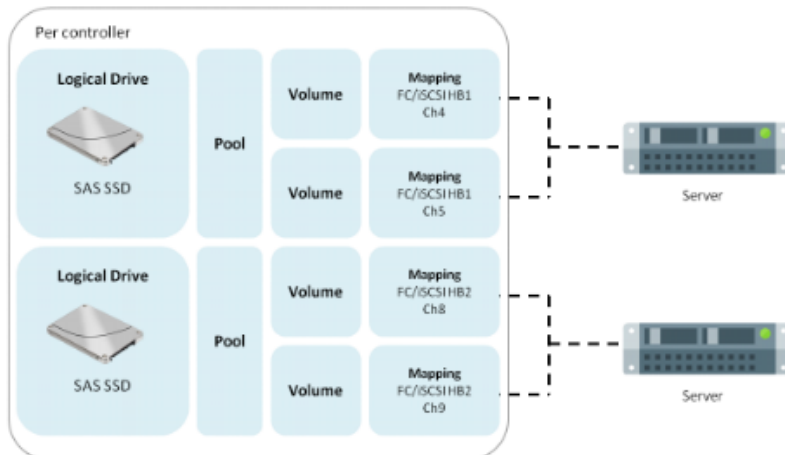 Per controller
Logical Drive
SAS SSD
Pool
Volume
Mapping
FC/iSCSI HB1
Ch4
Volume
Mapping
FC/iSCSI HB1
Ch5
Server
Logical Drive
SAS SSD
Pool
Volume
Mapping
FC/iSCSI HB2
Ch8
Volume
Mapping
FC/iSCSI HB2
Ch9
Server